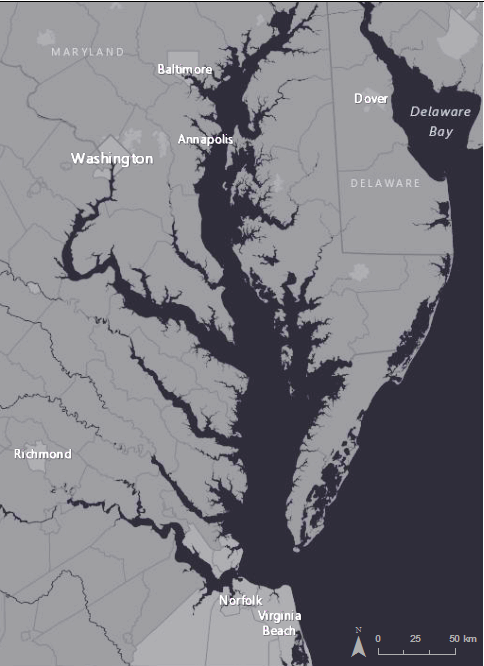 MARYLAND
Baltimore
Dover
Delaware
Bay
Annapolis
Washington
DELAWARE
Richmond
Norfolk
Virginia
Beach
N
0 25 50 km